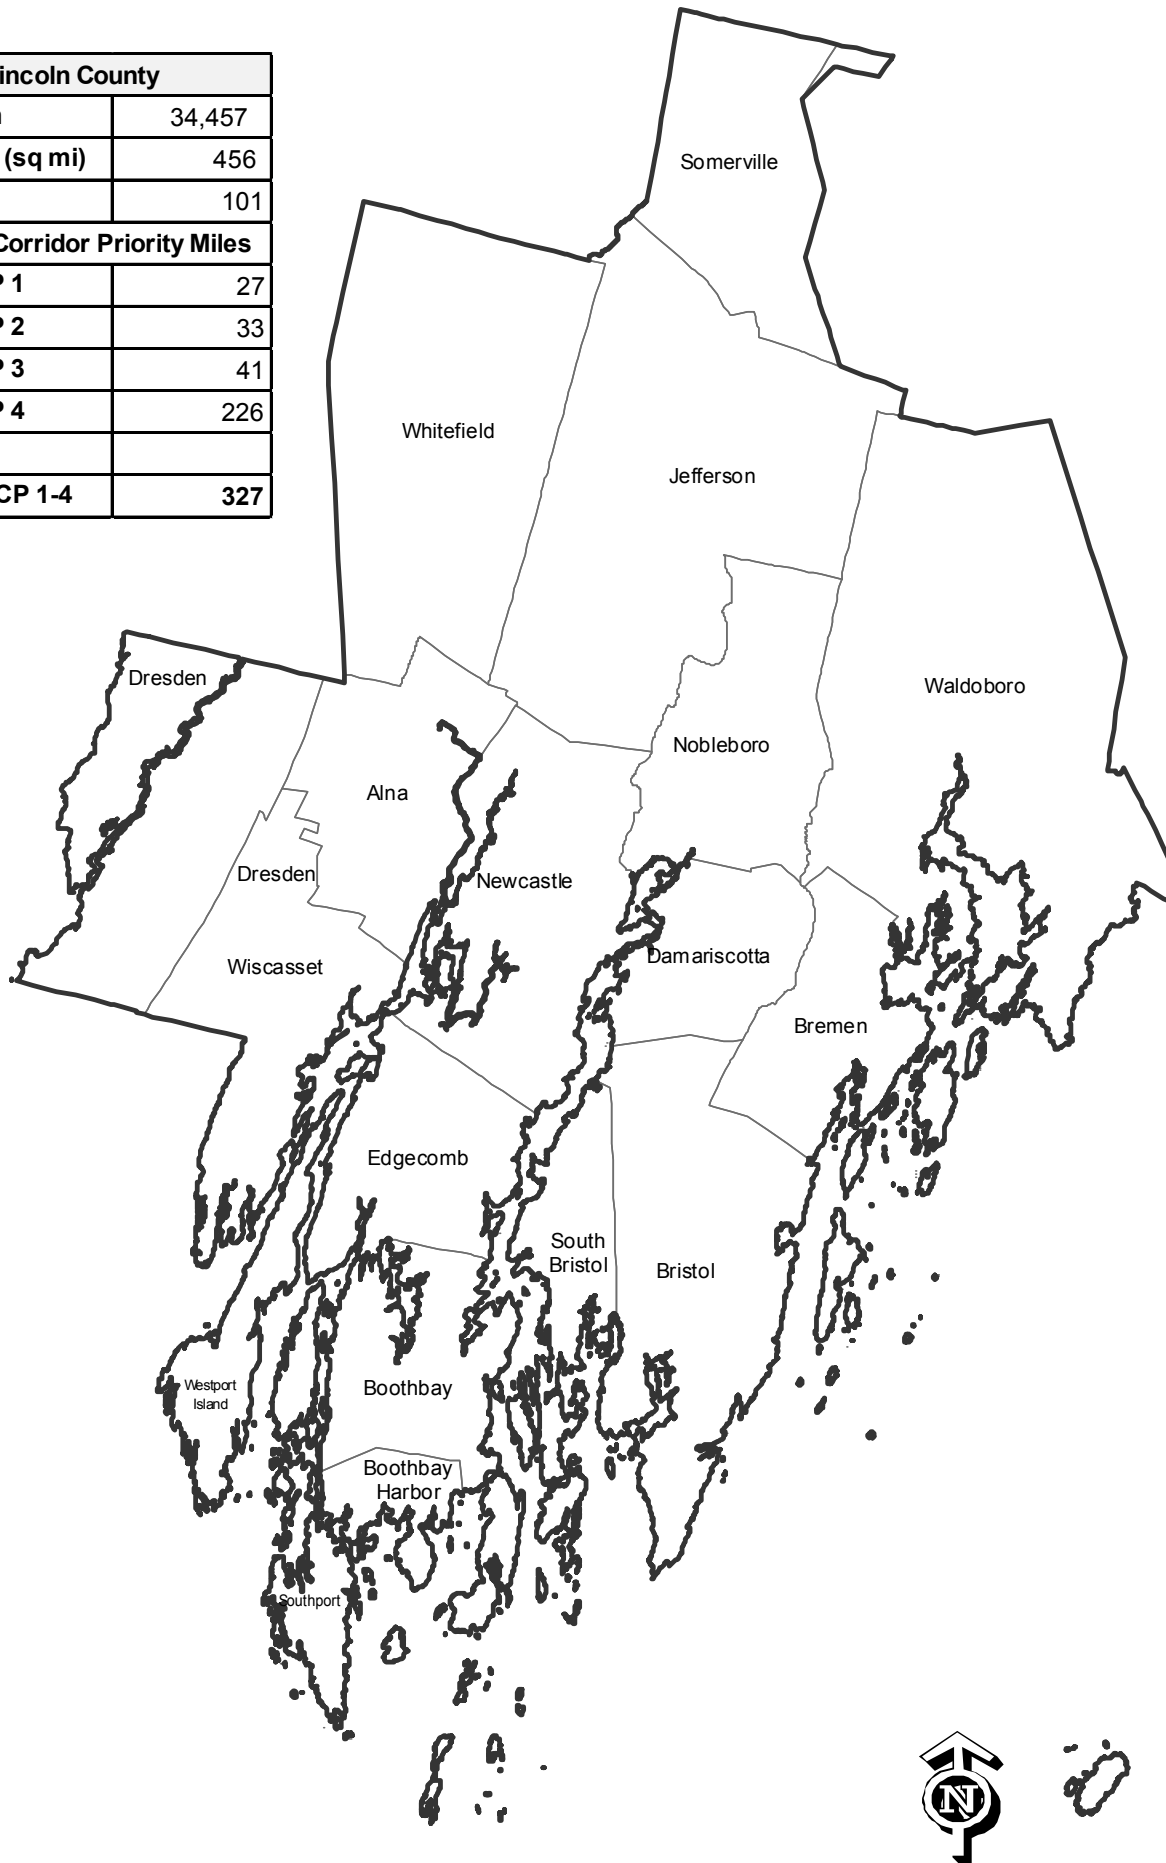 incoln County
34,457
(sq mi) 456
101
Corridor Priority Miles
P 1 27
P 2 33
P 3 41
P 4 226
CP 1-4 327
Somerville
Whitefield
Jefferson
Dresden
Waldoboro
Nobleboro
Alna
Dresden
Newcastle
Damariscotta
Wiscasset
Bremen
Edgecomb
South
Bristol
Bristol
Westport
Island
Boothbay
Boothbay
Harbor
Southport
N